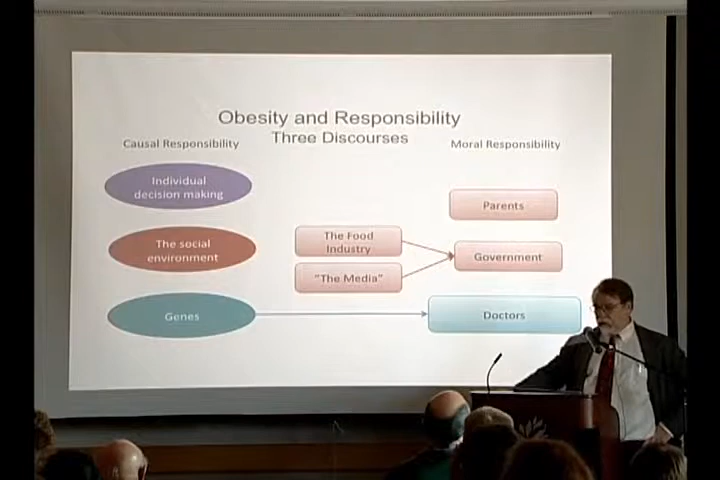 Obesity and Responsibility
Three Discourses
Causal Responsibility
Moral Responsibility
Individual
decision making
Parents
The Food
Industry
The social
environment
Government
"The Media"
Genes
Doctors